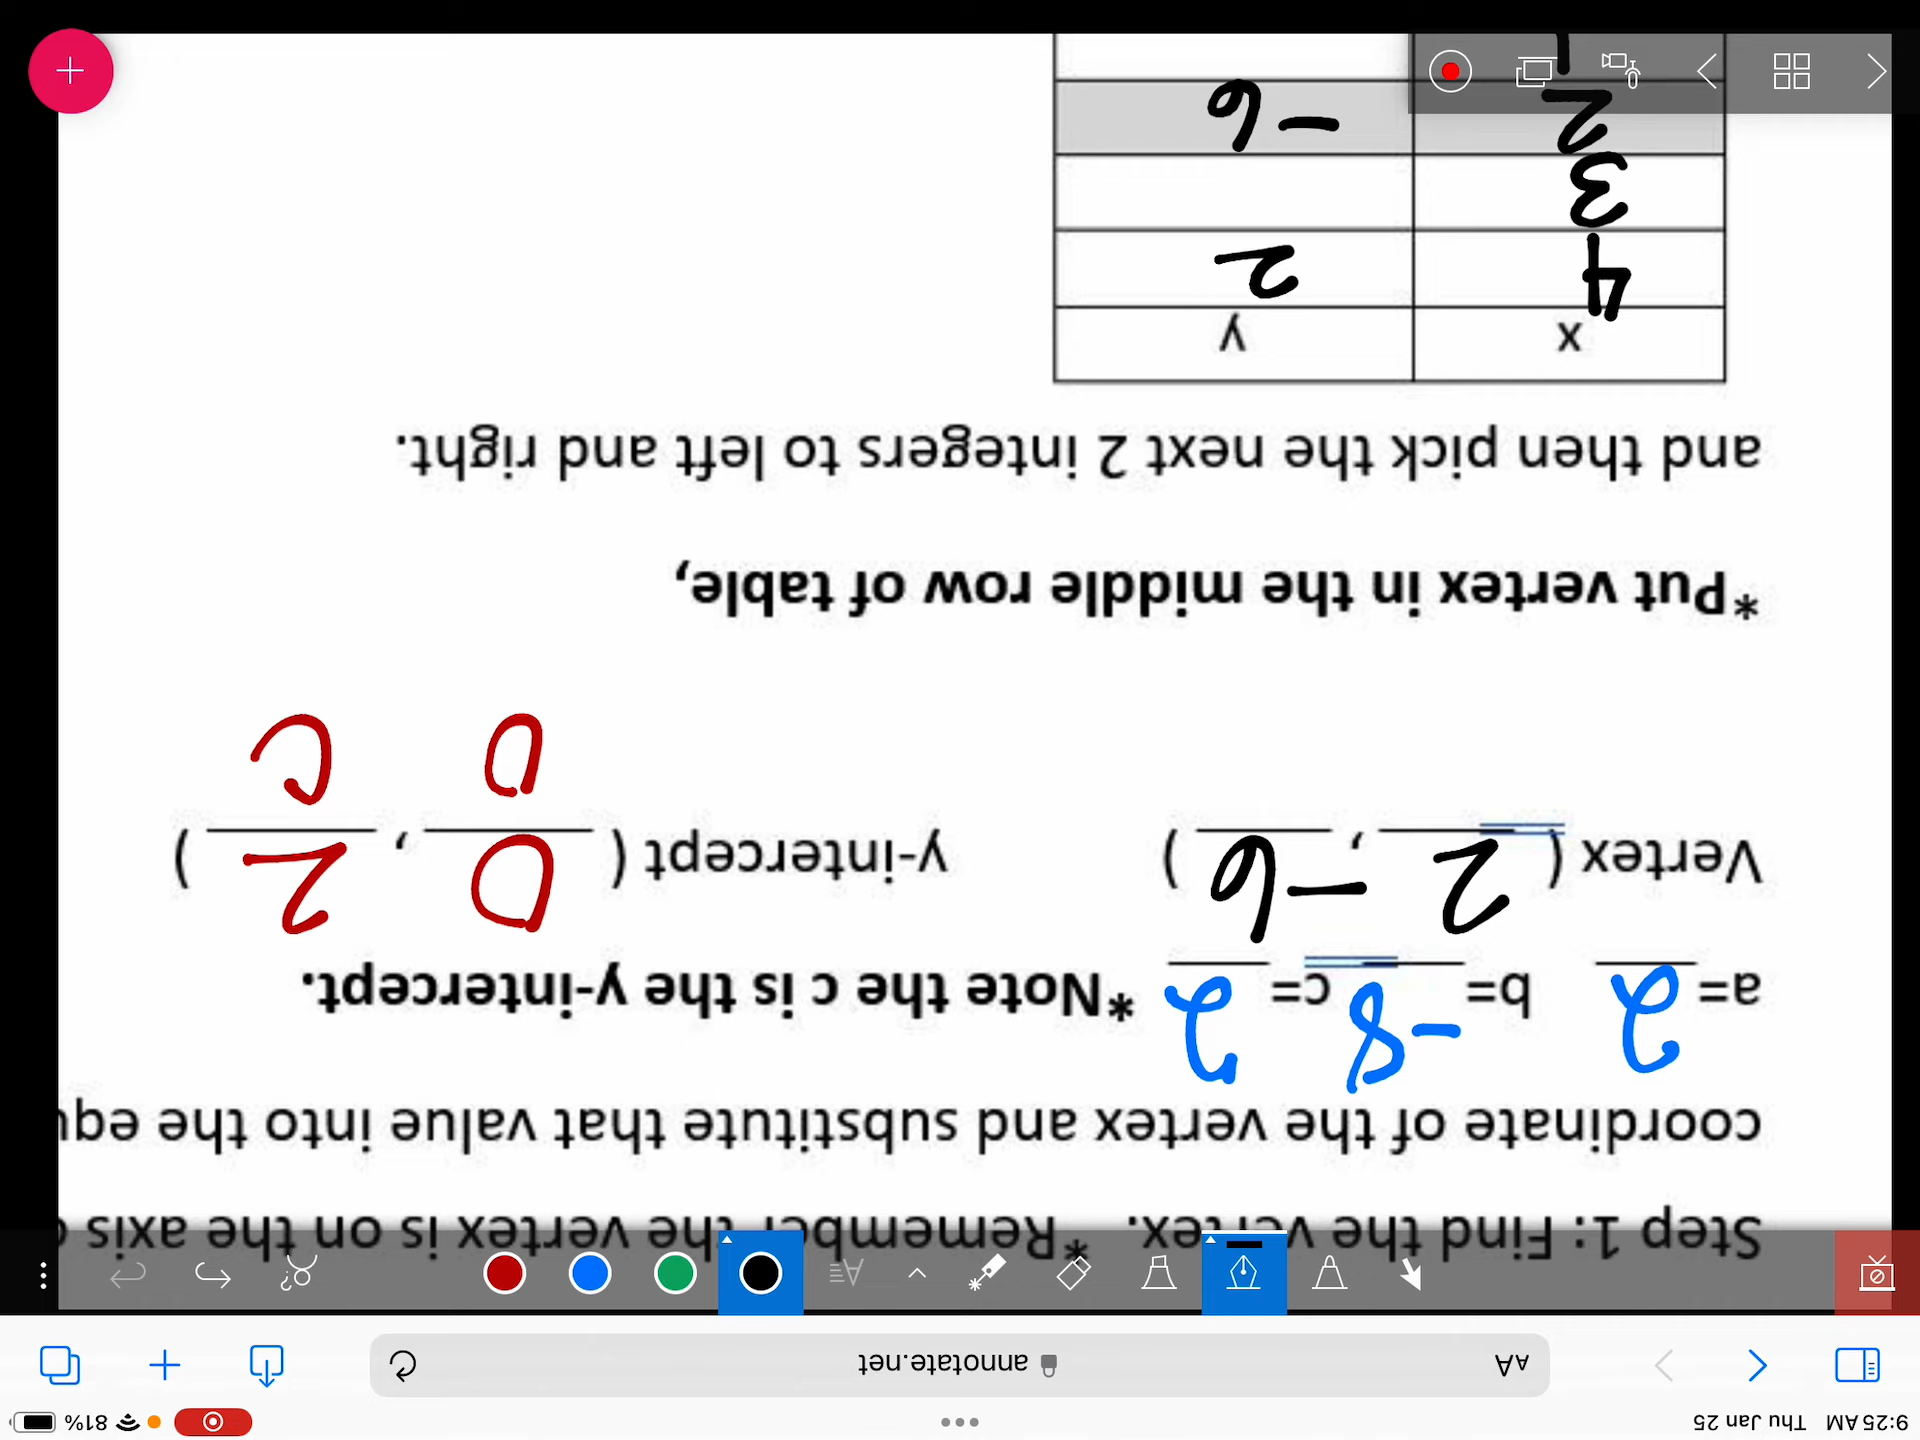 9:25 AM Thu Jan 25 81%
AA annotate.net
Step 1: Find the vertex. *Remember the vertex is on the axis
coordinate of the vertex and substitute that value into the equ
a= 2 b= -8 c= 2 *Note the c is the y-intercept.
Vertex ( 2 , -6 ) y-intercept ( 0 , 2 )
0 c
*Put vertex in the middle row of table,
and then pick the next 2 integers to left and right.
x y
4 2
3
2 -6
1